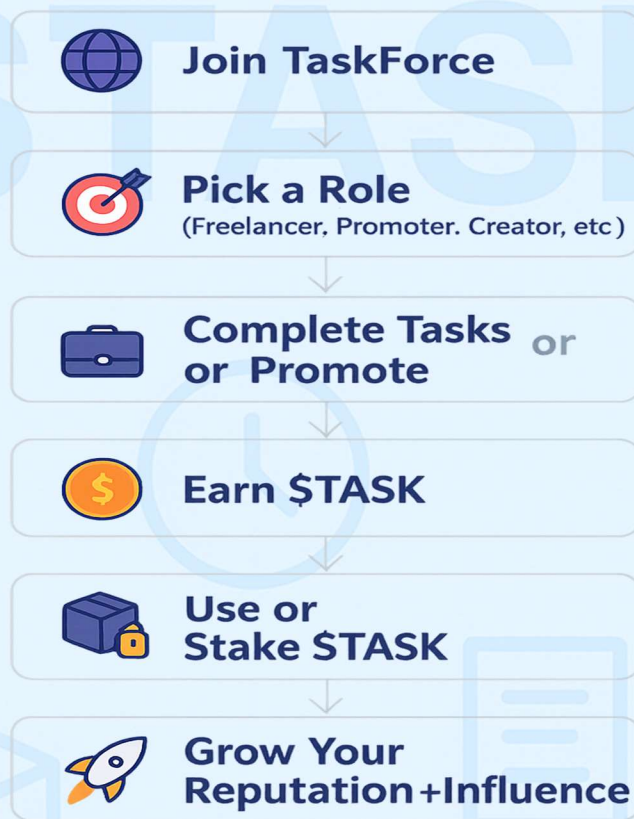 Join TaskForce
Pick a Role
(Freelancer, Promoter. Creator, etc)
Complete Tasks or
or Promote
Earn $TASK
Use or
Stake $TASK
Grow Your
Reputation+Influence